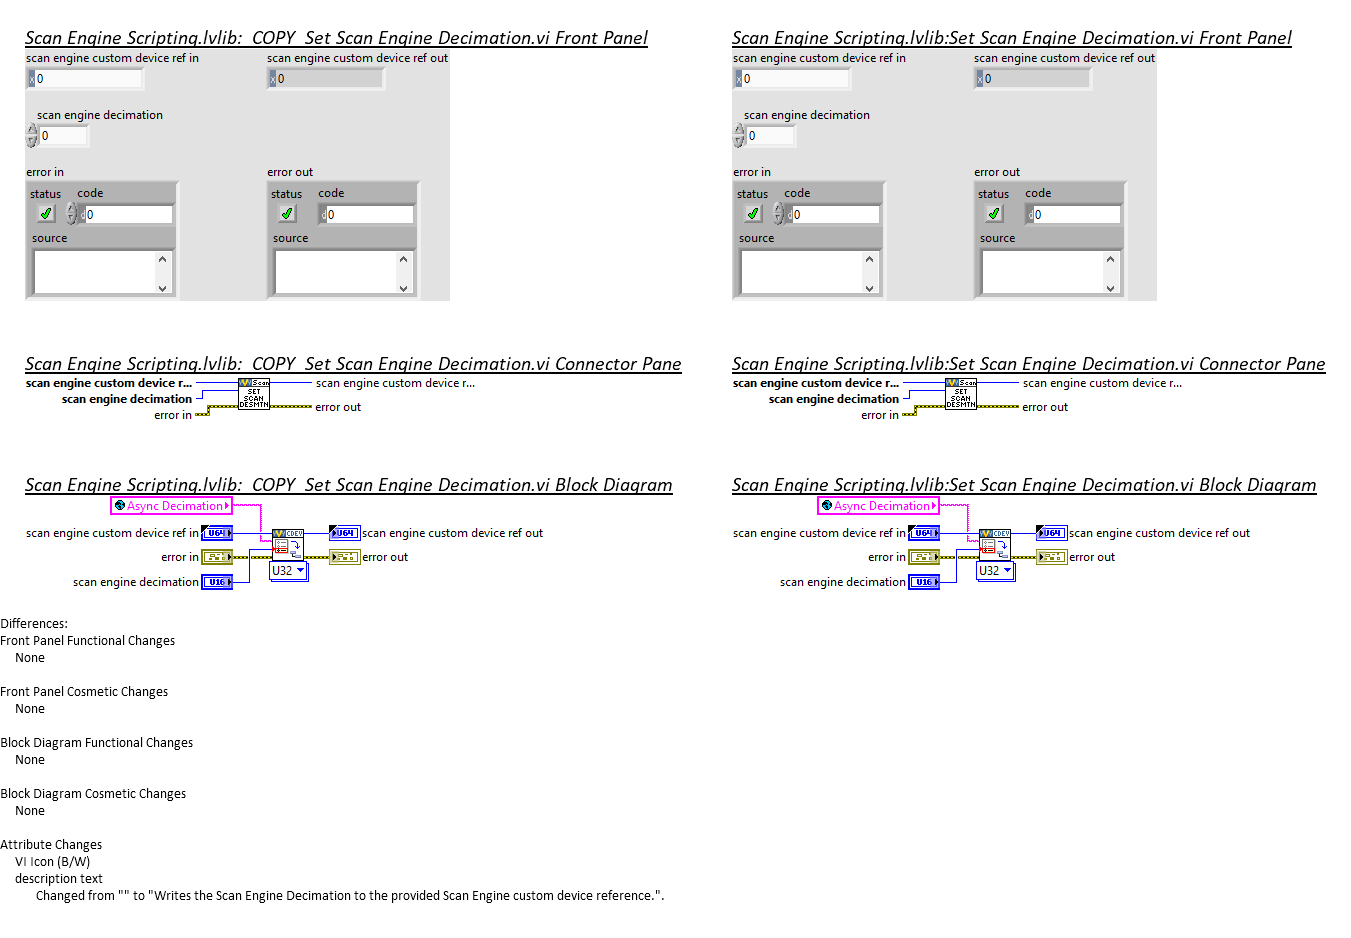 Scan Engine Scripting.lvlib:_COPY_Set Scan Engine Decimation.vi Front Panel
scan engine custom device ref in
scan engine custom device ref out
x 0
x 0
scan engine decimation
0
error in
error out
status
code
status
code
d 0
d 0
source
source
Scan Engine Scripting.lvlib:Set Scan Engine Decimation.vi Front Panel
scan engine custom device ref in
scan engine custom device ref out
x 0
x 0
scan engine decimation
0
error in
error out
status
code
status
code
d 0
d 0
source
source
Scan Engine Scripting.lvlib:_COPY_Set Scan Engine Decimation.vi Connector Pane
scan engine custom device r...
scan engine custom device r...
scan engine decimation
error in
error out
Scan
SET
SCAN
DESMTN
Scan Engine Scripting.lvlib:Set Scan Engine Decimation.vi Connector Pane
scan engine custom device r...
scan engine custom device r...
scan engine decimation
error in
error out
Scan
SET
SCAN
DESMTN
Scan Engine Scripting.lvlib:_COPY_Set Scan Engine Decimation.vi Block Diagram
Async Decimation
scan engine custom device ref in
U64
CDEV
U64
scan engine custom device ref out
error in
error out
U32
scan engine decimation
U16
Scan Engine Scripting.lvlib:Set Scan Engine Decimation.vi Block Diagram
Async Decimation
scan engine custom device ref in
U64
CDEV
U64
scan engine custom device ref out
error in
error out
U32
scan engine decimation
U16
Differences:
Front Panel Functional Changes
None
Front Panel Cosmetic Changes
None
Block Diagram Functional Changes
None
Block Diagram Cosmetic Changes
None
Attribute Changes
VI Icon (B/W)
description text
Changed from "" to "Writes the Scan Engine Decimation to the provided Scan Engine custom device reference.".